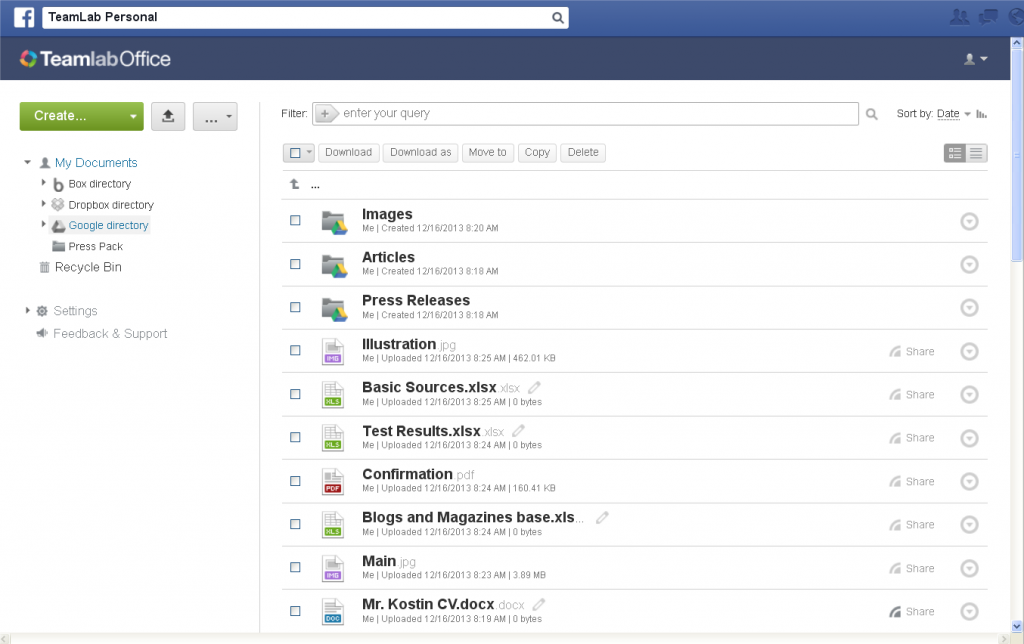 TeamLab Personal
TeamlabOffice
Create...
...
Filter: enter your query
Sort by: Date
Download Download as Move to Copy Delete
My Documents
Box directory
Dropbox directory
Google directory
Press Pack
Recycle Bin
Settings
Feedback & Support
...
Images
Me | Created 12/16/2013 8:20 AM
Articles
Me | Created 12/16/2013 8:18 AM
Press Releases
Me | Created 12/16/2013 8:18 AM
IMG Illustration.jpg Share
Me | Uploaded 12/16/2013 8:25 AM | 462.01 KB
XLS Basic Sources.xlsx.xlsx Share
Me | Uploaded 12/16/2013 8:25 AM | 0 bytes
XLS Test Results.xlsx.xlsx Share
Me | Uploaded 12/16/2013 8:24 AM | 0 bytes
PDF Confirmation.pdf Share
Me | Uploaded 12/16/2013 8:24 AM | 160.41 KB
XLS Blogs and Magazines base.xls... Share
Me | Uploaded 12/16/2013 8:24 AM | 0 bytes
IMG Main.jpg Share
Me | Uploaded 12/16/2013 8:23 AM | 3.89 MB
DOC Mr. Kostin CV.docx.docx Share
Me | Uploaded 12/16/2013 8:19 AM | 0 bytes